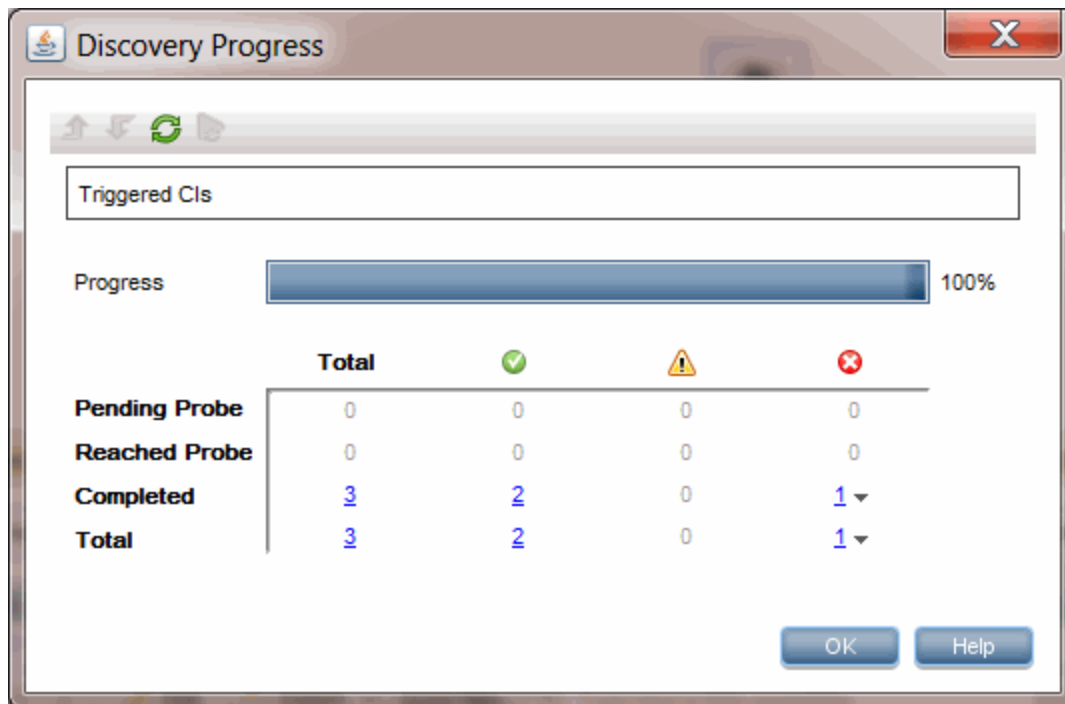 Discovery Progress
Triggered CIs
Progress 100%
Total
Pending Probe 0 0 0 0
Reached Probe 0 0 0 0
Completed 3 2 0 1
Total 3 2 0 1
OK Help